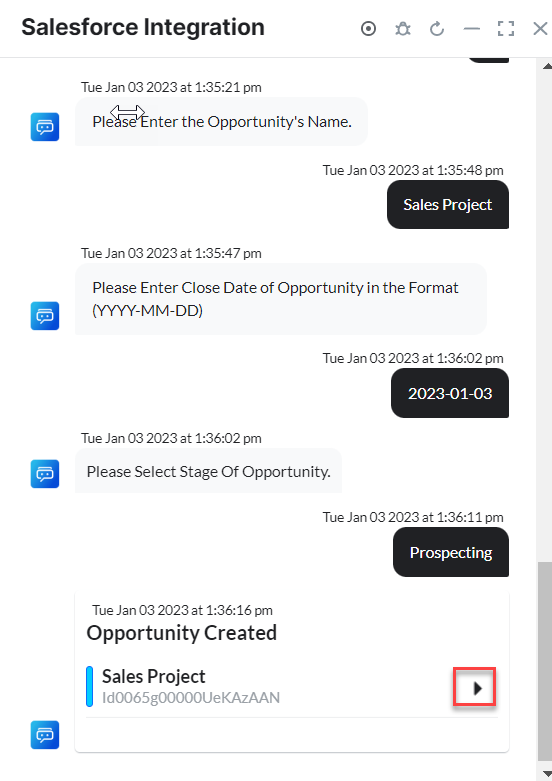 Salesforce Integration
Tue Jan 03 2023 at 1:35:21 pm
Please Enter the Opportunity's Name.
Tue Jan 03 2023 at 1:35:48 pm
Sales Project
Tue Jan 03 2023 at 1:35:47 pm
Please Enter Close Date of Opportunity in the Format
(YYYY-MM-DD)
Tue Jan 03 2023 at 1:36:02 pm
2023-01-03
Tue Jan 03 2023 at 1:36:02 pm
Please Select Stage Of Opportunity.
Tue Jan 03 2023 at 1:36:11 pm
Prospecting
Tue Jan 03 2023 at 1:36:16 pm
Opportunity Created
Sales Project
Id0065g00000UeKAzAAN